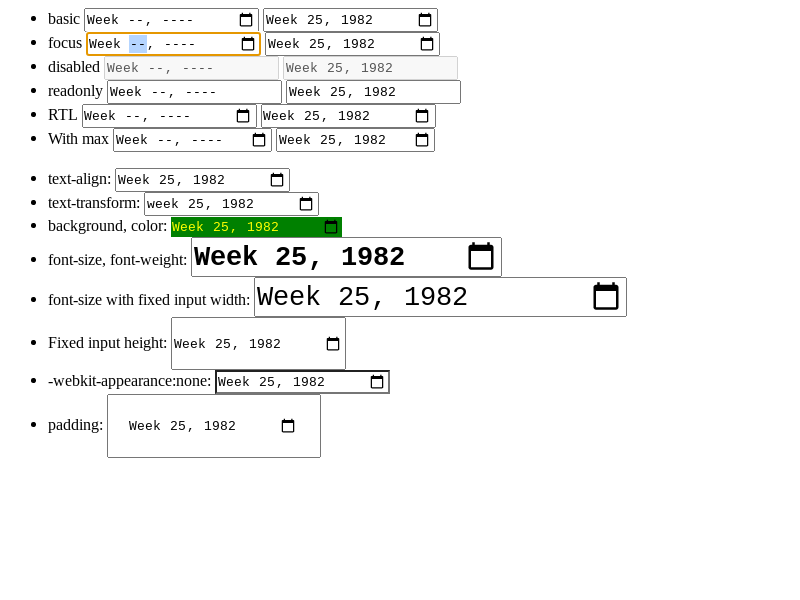 basic Week --, ---- Week 25, 1982
focus Week --, ---- Week 25, 1982
disabled Week --, ---- Week 25, 1982
readonly Week --, ---- Week 25, 1982
RTL Week --, ---- Week 25, 1982
With max Week --, ---- Week 25, 1982
text-align: Week 25, 1982
text-transform: week 25, 1982
background, color: Week 25, 1982
font-size, font-weight: Week 25, 1982
font-size with fixed input width: Week 25, 1982
Fixed input height: Week 25, 1982
-webkit-appearance:none: Week 25, 1982
padding: Week 25, 1982